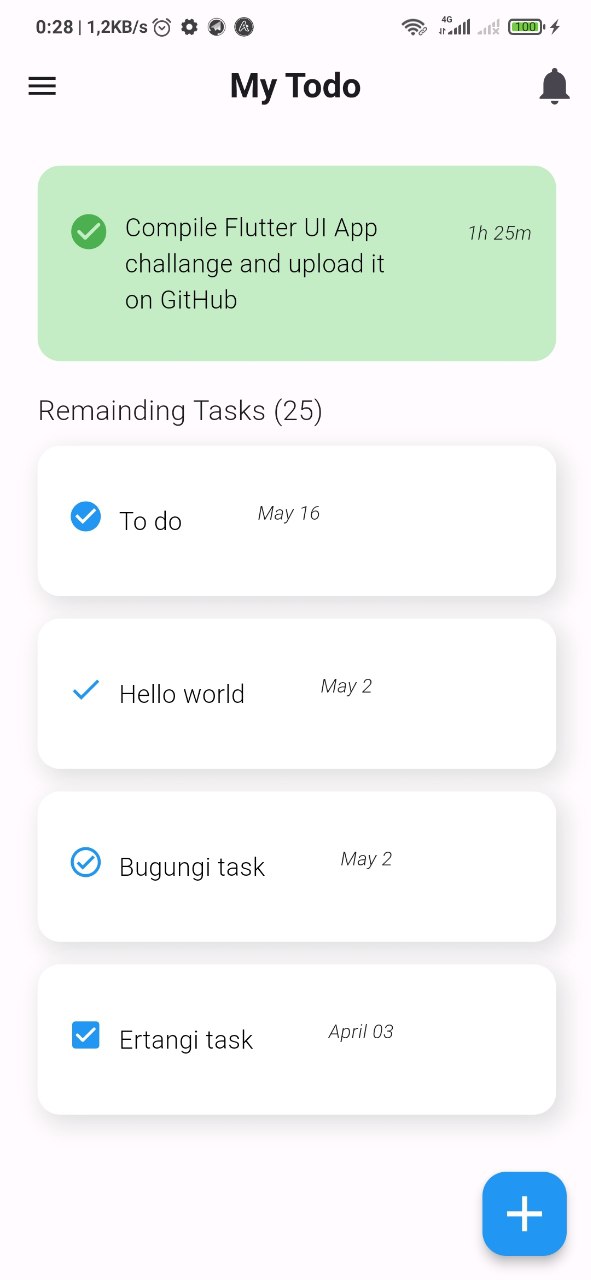 0:28 | 1,2KB/s
4G
100
My Todo
Compile Flutter UI App
1h 25m
challange and upload it
on GitHub
Remainding Tasks (25)
To do
May 16
Hello world
May 2
Bugungi task
May 2
Ertangi task
April 03